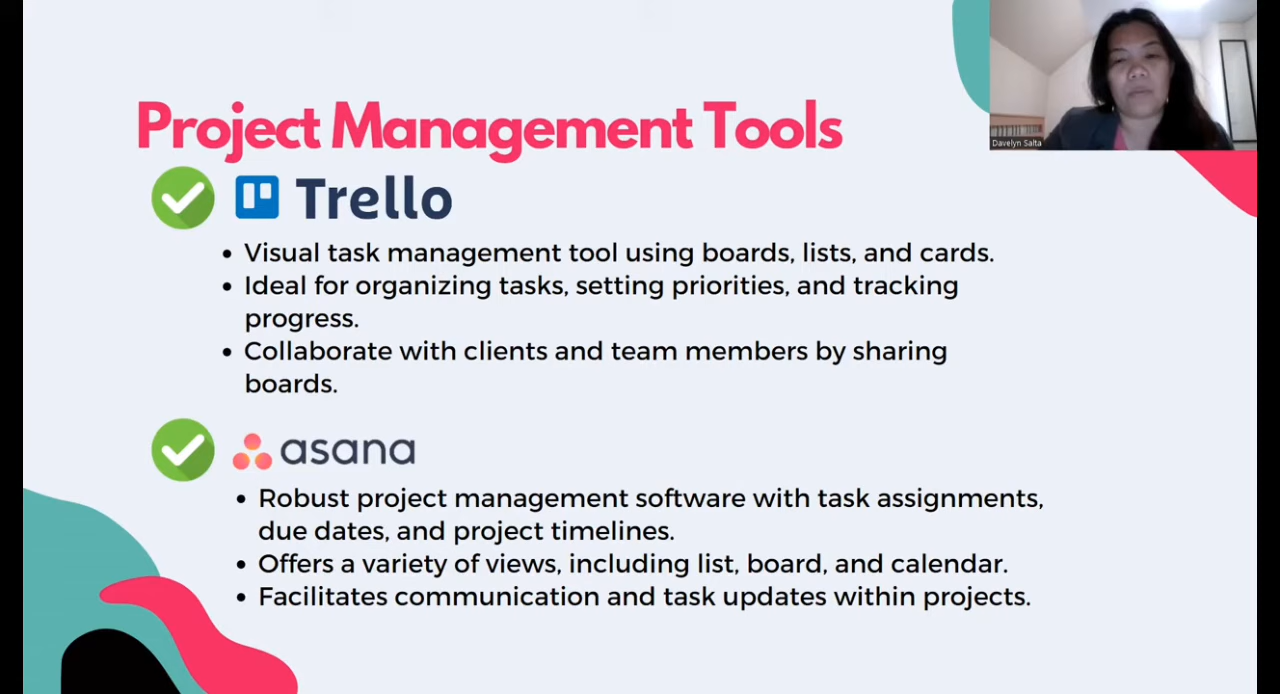 Davelyn Salta
Project Management Tools
Trello
• Visual task management tool using boards, lists, and cards.
• Ideal for organizing tasks, setting priorities, and tracking
progress.
• Collaborate with clients and team members by sharing
boards.
asana
• Robust project management software with task assignments,
due dates, and project timelines.
• Offers a variety of views, including list, board, and calendar.
• Facilitates communication and task updates within projects.